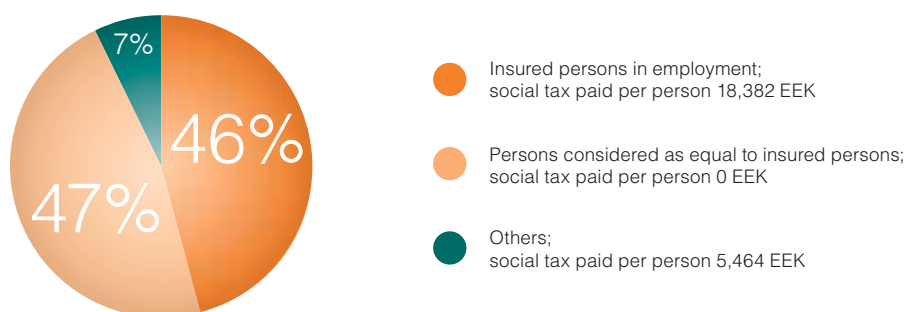 7%
46%
47%
Insured persons in employment;
social tax paid per person 18,382 EEK
Persons considered as equal to insured persons;
social tax paid per person 0 EEK
Others;
social tax paid per person 5,464 EEK